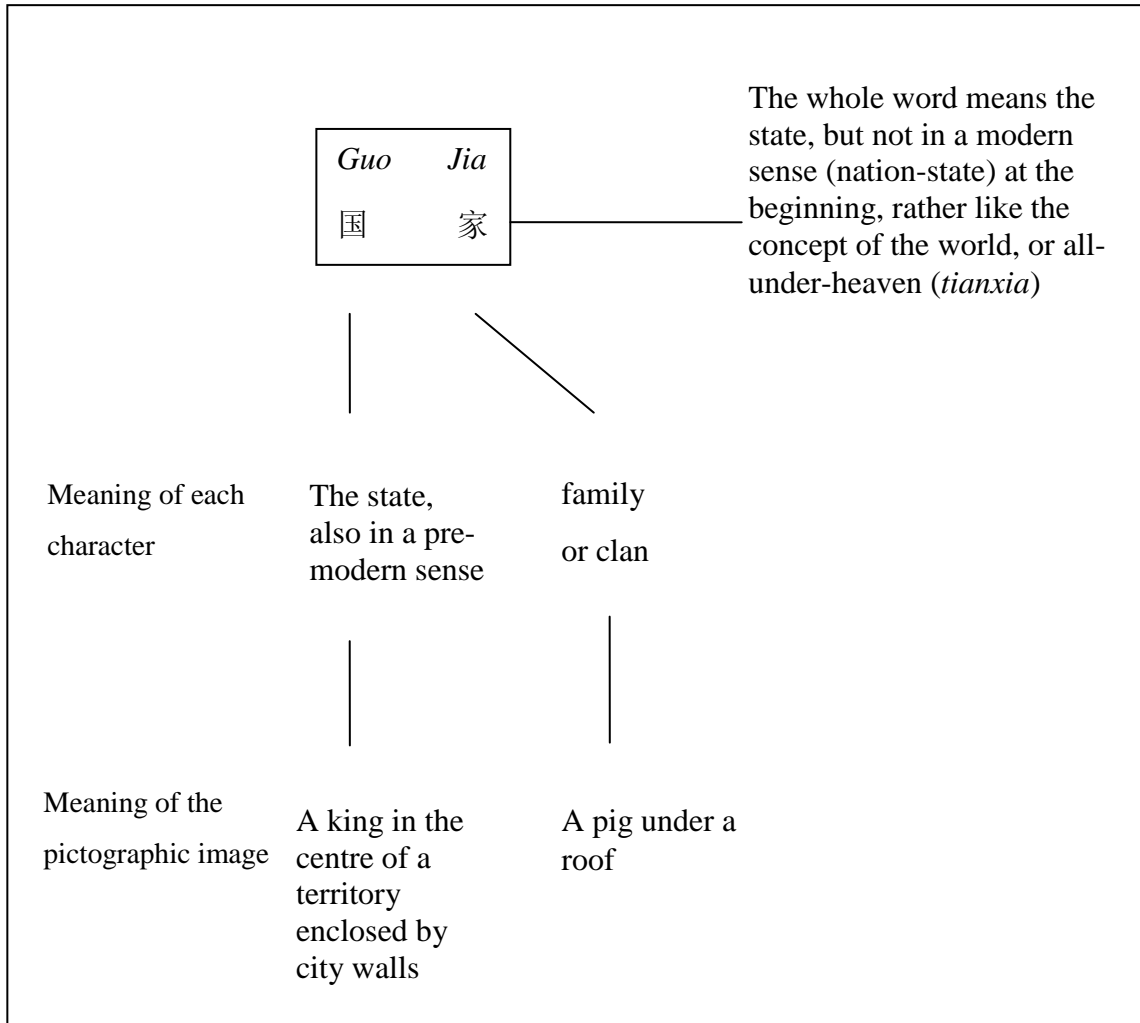 The whole word means the
state, but not in a modern
sense (nation-state) at the
beginning, rather like the
concept of the world, or all-
under-heaven (tianxia)
Guo Jia
国 家
Meaning of each
character
The state,
also in a pre-
modern sense
family
or clan
Meaning of the
pictographic image
A king in the
centre of a
territory
enclosed by
city walls
A pig under a
roof